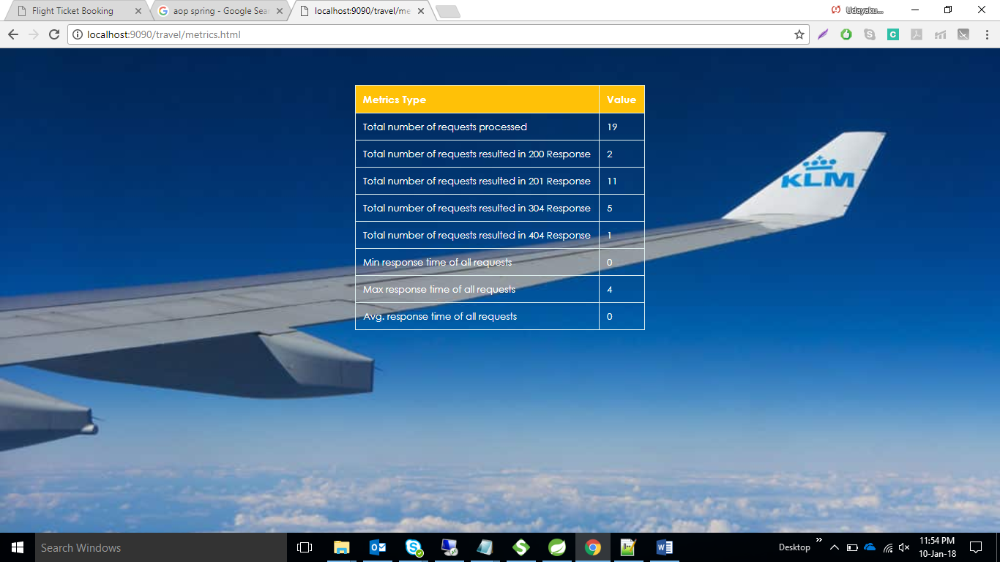 Flight Ticket Booking
aop spring - Google Sea
localhost:9090/travel/me
Udayaku...
localhost:9090/travel/metrics.html
Metrics Type Value
Total number of requests processed 19
Total number of requests resulted in 200 Response 2
Total number of requests resulted in 201 Response 11
Total number of requests resulted in 304 Response 5
Total number of requests resulted in 404 Response 1
Min response time of all requests 0
Max response time of all requests 4
Avg. response time of all requests 0
KLM
Search Windows
Desktop
11:54 PM
10-Jan-18